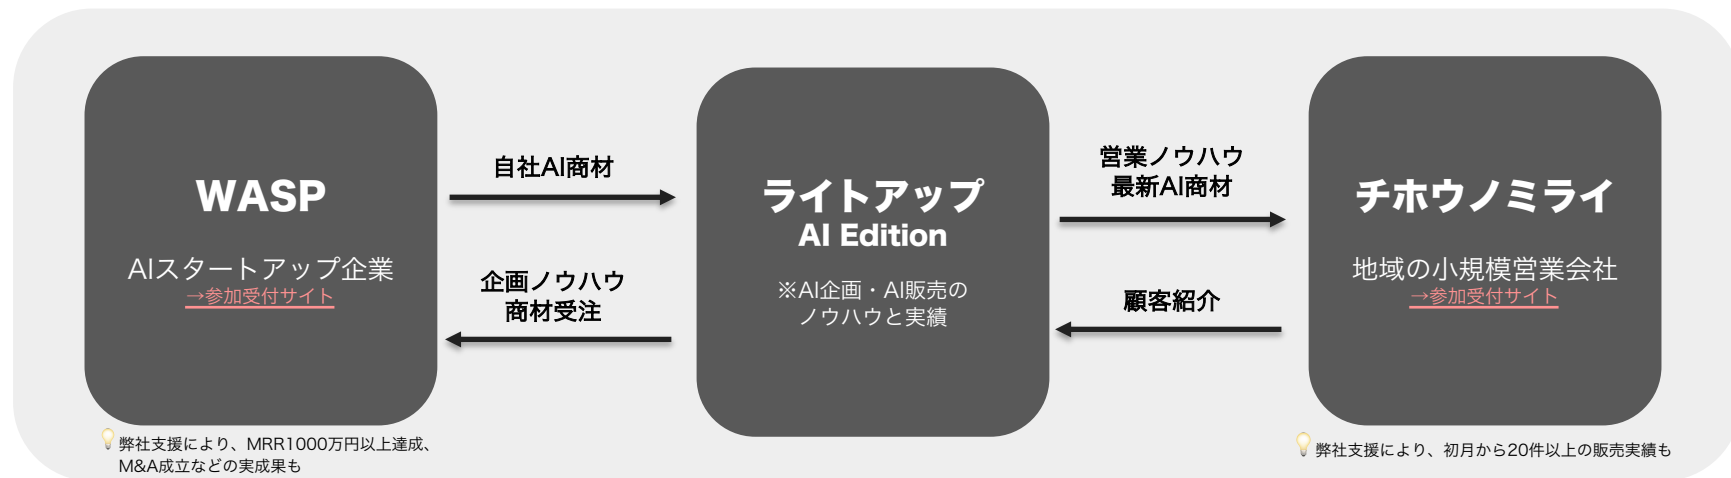 WASP
AIスタートアップ企業
→参加受付サイト
💡弊社支援により、MRR1000万円以上達成、
M&A成立などの実成果も
自社AI商材
企画ノウハウ
商材受注
ライトアップ
AI Edition
※AI企画・AI販売の
ノウハウと実績
営業ノウハウ
最新AI商材
顧客紹介
チホウノミライ
地域の小規模営業会社
→参加受付サイト
💡弊社支援により、初月から20件以上の販売実績も